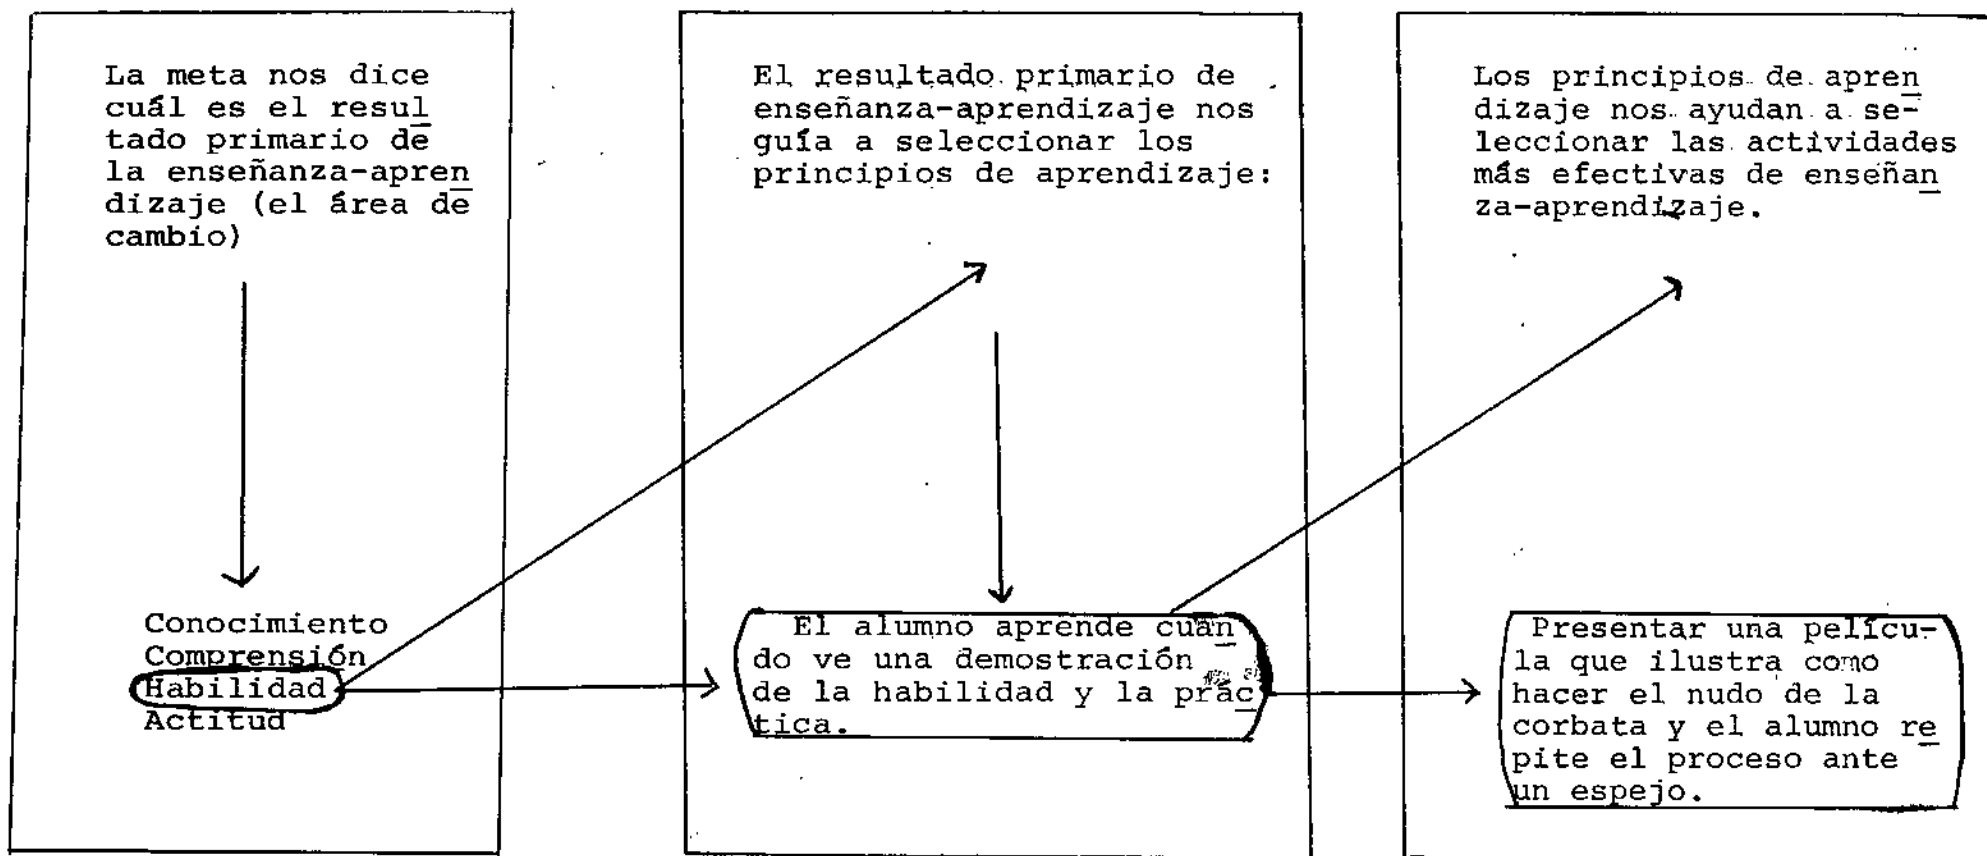 La meta nos dice
cuál es el resul
tado primario de
la enseñanza-apren
dizaje (el área de
cambio)
Conocimiento
Comprensión
Habilidad
Actitud
El resultado primario de
enseñanza-aprendizaje nos
guía a seleccionar los
principios de aprendizaje:
El alumno aprende cuan
do ve una demostración
de la habilidad y la prác
tica.
Los principios de apren
dizaje nos ayudan a se-
leccionar las actividades
más efectivas de enseñan
za-aprendizaje.
Presentar una pelícu-
la que ilustra como
hacer el nudo de la
corbata y el alumno re
pite el proceso ante
un espejo.